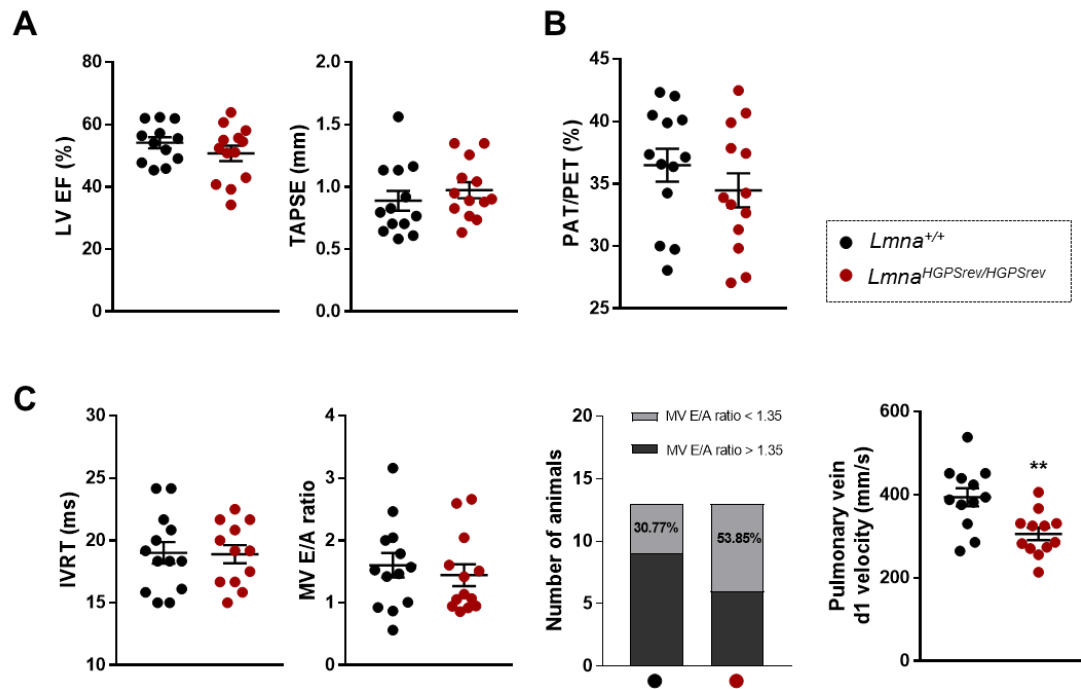 A
LV EF (%)
80
60
40
20
0
TAPSE (mm)
2.0
1.5
1.0
0.5
0.0
B
PAT/PET (%)
45
40
35
30
25
Lmna+/+
LmnaHGPSrev/HGPSrev
C
IVRT (ms)
30
25
20
15
10
MV E/A ratio
4
3
2
1
0
Number of animals
20
15
10
5
0
MV E/A ratio < 1.35
MV E/A ratio > 1.35
30.77%
53.85%
Pulmonary vein
d1 velocity (mm/s)
600
400
200
0
**